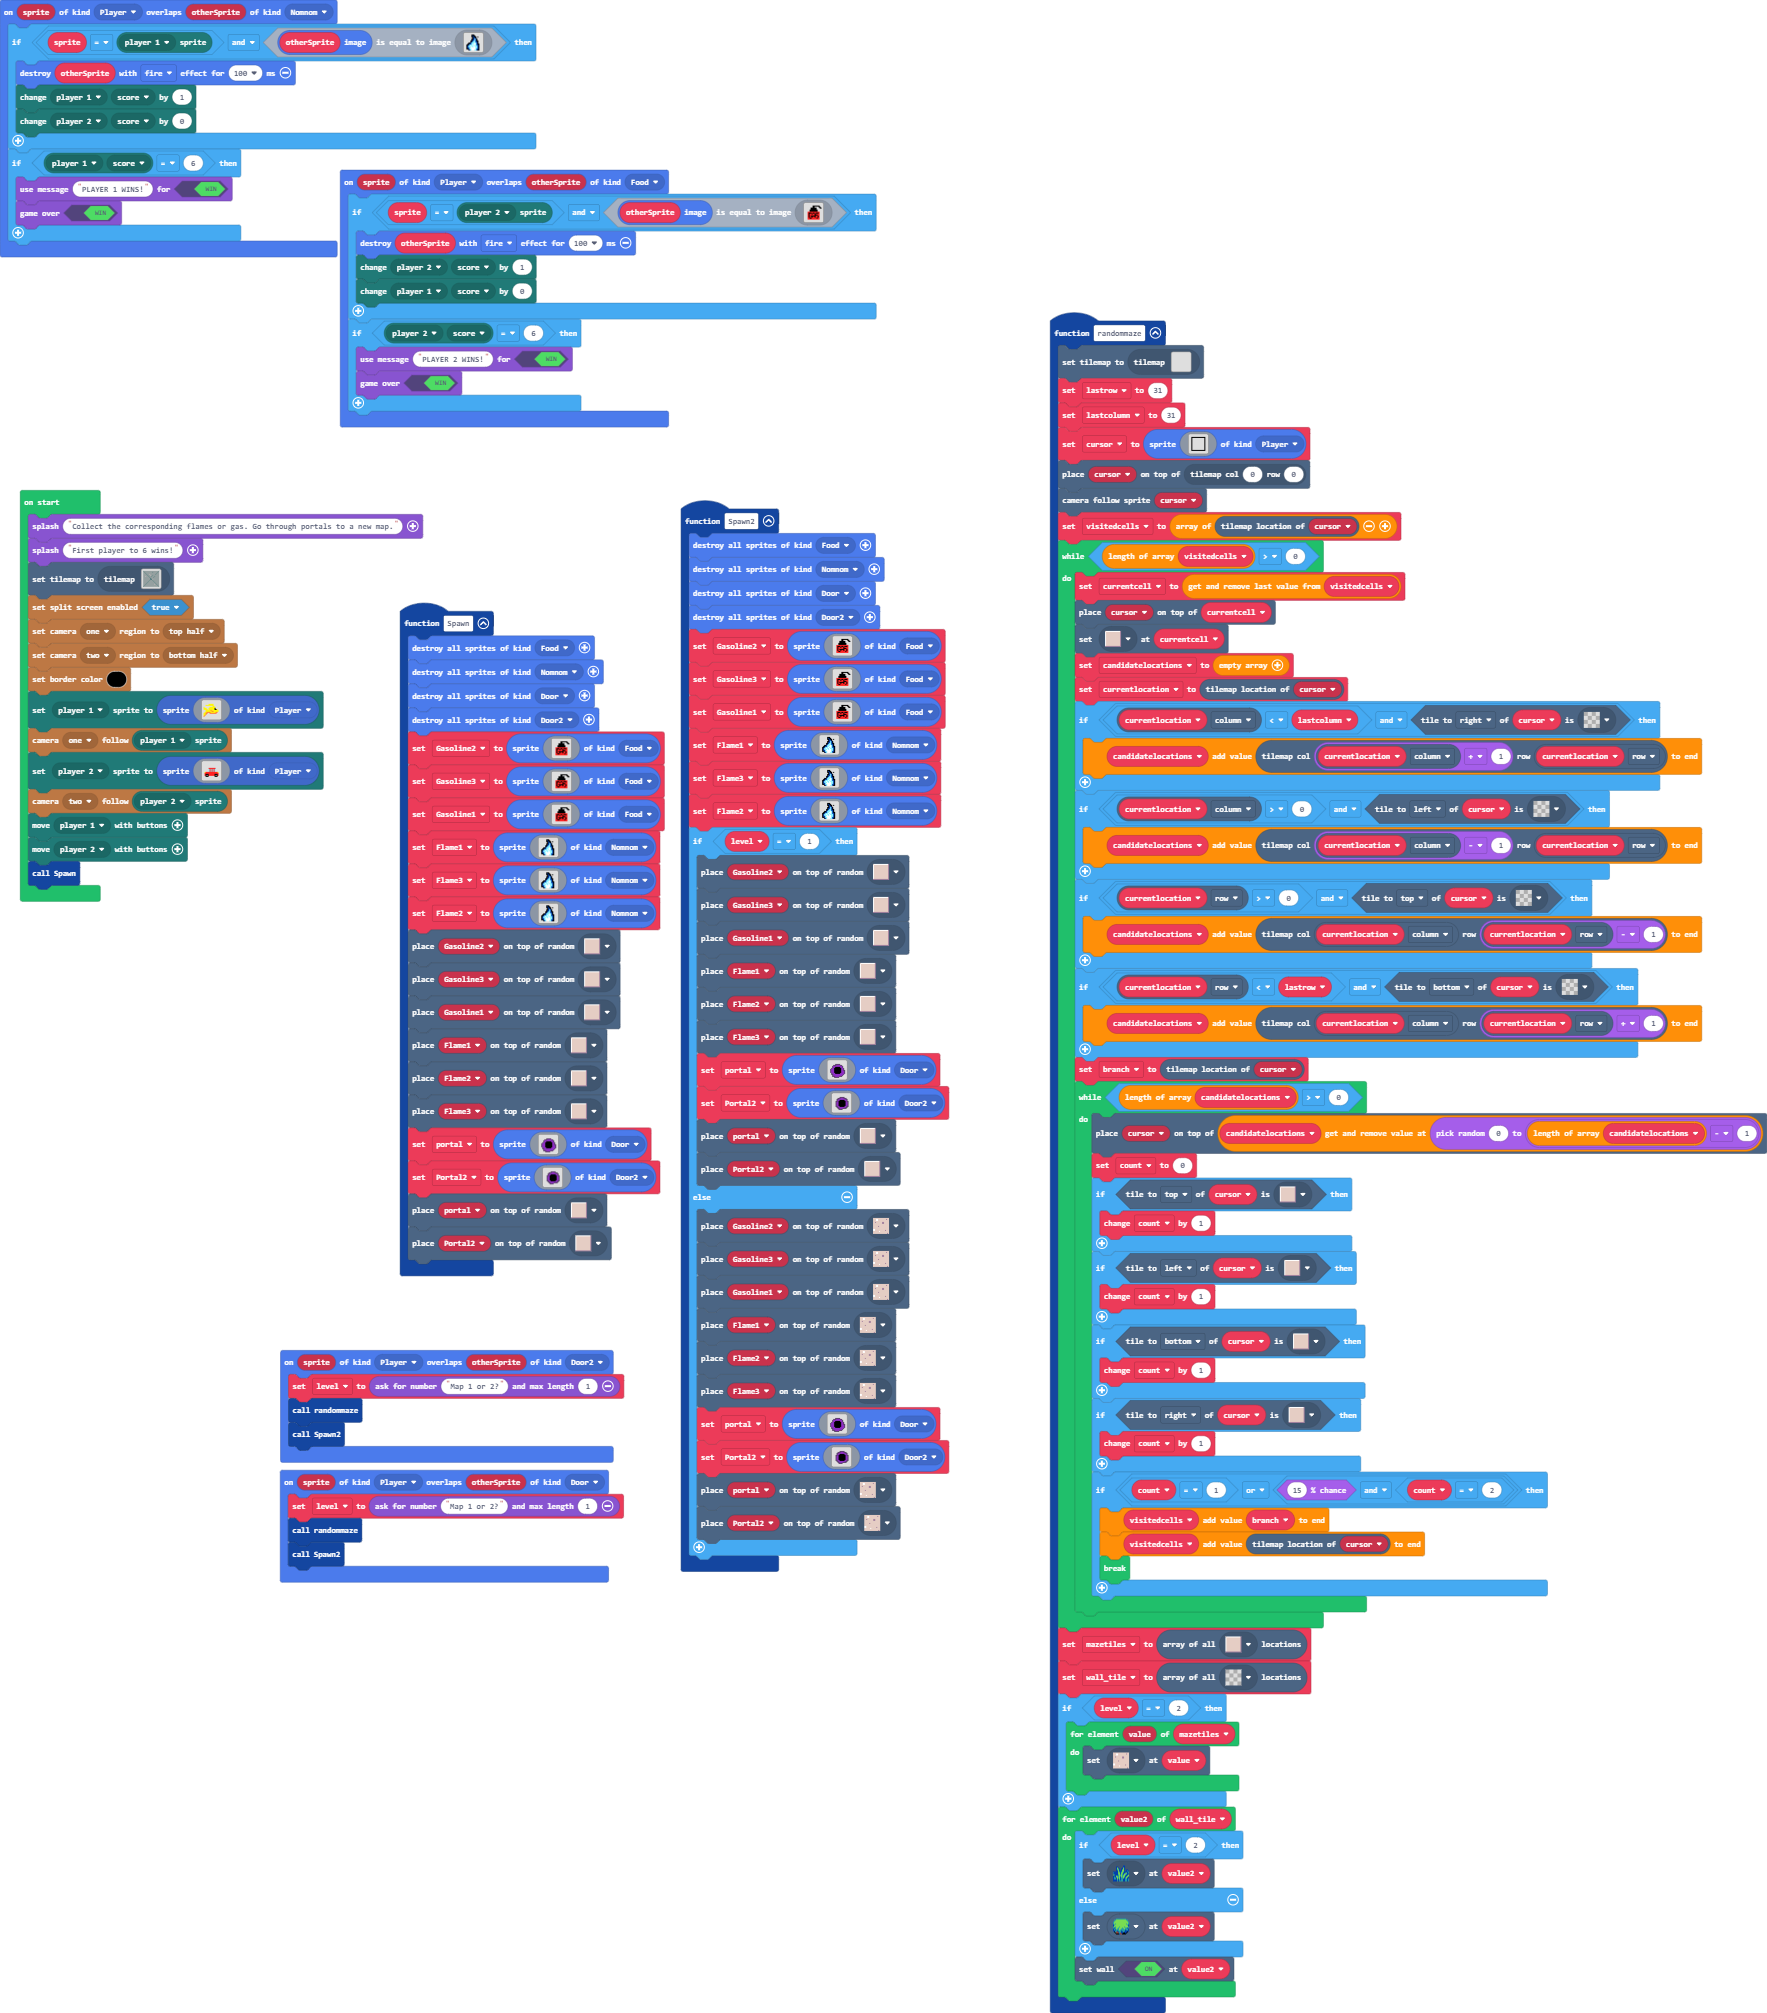 on sprite of kind Player overlaps otherSprite of kind Nomnom
if sprite = player 1 sprite and otherSprite image is equal to image then
destroy otherSprite with fire effect for 100 ms
change player 1 score by 1
change player 2 score by 0
if player 1 score = 6 then
use message "PLAYER 1 WINS!" for WIN
game over WIN
on sprite of kind Player overlaps otherSprite of kind Food
if sprite = player 2 sprite and otherSprite image is equal to image then
destroy otherSprite with fire effect for 100 ms
change player 2 score by 1
change player 1 score by 0
if player 2 score = 6 then
use message "PLAYER 2 WINS!" for WIN
game over WIN
on start
splash "Collect the corresponding flames or gas. Go through portals to a new map."
splash "First player to 6 wins!"
set tilemap to tilemap
set split screen enabled true
set camera one region to top half
set camera two region to bottom half
set border color
set player 1 sprite to sprite of kind Player
camera one follow player 1 sprite
set player 2 sprite to sprite of kind Player
camera two follow player 2 sprite
move player 1 with buttons
move player 2 with buttons
call Spawn
function Spawn
destroy all sprites of kind Food
destroy all sprites of kind Nomnom
destroy all sprites of kind Door
destroy all sprites of kind Door2
set Gasoline2 to sprite of kind Food
set Gasoline3 to sprite of kind Food
set Gasoline1 to sprite of kind Food
set Flame1 to sprite of kind Nomnom
set Flame3 to sprite of kind Nomnom
set Flame2 to sprite of kind Nomnom
place Gasoline2 on top of random
place Gasoline3 on top of random
place Gasoline1 on top of random
place Flame1 on top of random
place Flame2 on top of random
place Flame3 on top of random
set portal to sprite of kind Door
set Portal2 to sprite of kind Door2
place portal on top of random
place Portal2 on top of random
on sprite of kind Player overlaps otherSprite of kind Door2
set level to ask for number "Map 1 or 2?" and max length 1
call randommaze
call Spawn2
on sprite of kind Player overlaps otherSprite of kind Door
set level to ask for number "Map 1 or 2?" and max length 1
call randommaze
call Spawn2
function Spawn2
destroy all sprites of kind Food
destroy all sprites of kind Nomnom
destroy all sprites of kind Door
destroy all sprites of kind Door2
set Gasoline2 to sprite of kind Food
set Gasoline3 to sprite of kind Food
set Gasoline1 to sprite of kind Food
set Flame1 to sprite of kind Nomnom
set Flame3 to sprite of kind Nomnom
set Flame2 to sprite of kind Nomnom
if level = 1 then
place Gasoline2 on top of random
place Gasoline3 on top of random
place Gasoline1 on top of random
place Flame1 on top of random
place Flame2 on top of random
place Flame3 on top of random
set portal to sprite of kind Door
set Portal2 to sprite of kind Door2
place portal on top of random
place Portal2 on top of random
else
place Gasoline2 on top of random
place Gasoline3 on top of random
place Gasoline1 on top of random
place Flame1 on top of random
place Flame2 on top of random
place Flame3 on top of random
set portal to sprite of kind Door
set Portal2 to sprite of kind Door2
place portal on top of random
place Portal2 on top of random
function randommaze
set tilemap to tilemap
set lastrow to 31
set lastcolumn to 31
set cursor to sprite of kind Player
place cursor on top of tilemap col 0 row 0
camera follow sprite cursor
set visitedcells to array of tilemap location of cursor
while length of array visitedcells > 0
do set currentcell to get and remove last value from visitedcells
place cursor on top of currentcell
set at currentcell
set candidatelocations to empty array
set currentlocation to tilemap location of cursor
if currentlocation column < lastcolumn and tile to right of cursor is then
candidatelocations add value tilemap col currentlocation column + 1 row currentlocation row to end
if currentlocation column > 0 and tile to left of cursor is then
candidatelocations add value tilemap col currentlocation column - 1 row currentlocation row to end
if currentlocation row > 0 and tile to top of cursor is then
candidatelocations add value tilemap col currentlocation column row currentlocation row - 1 to end
if currentlocation row < lastrow and tile to bottom of cursor is then
candidatelocations add value tilemap col currentlocation column row currentlocation row + 1 to end
set branch to tilemap location of cursor
while length of array candidatelocations > 0
do place cursor on top of candidatelocations get and remove value at pick random 0 to length of array candidatelocations - 1
set count to 0
if tile to top of cursor is then
change count by 1
if tile to left of cursor is then
change count by 1
if tile to bottom of cursor is then
change count by 1
if tile to right of cursor is then
change count by 1
if count = 1 or 15 % chance and count = 2 then
visitedcells add value branch to end
visitedcells add value tilemap location of cursor to end
break
set mazetiles to array of all locations
set wall_tile to array of all locations
if level = 2 then
for element value of mazetiles
do set at value
for element value2 of wall_tile
do if level = 2 then
set at value2
else
set at value2
set wall ON at value2